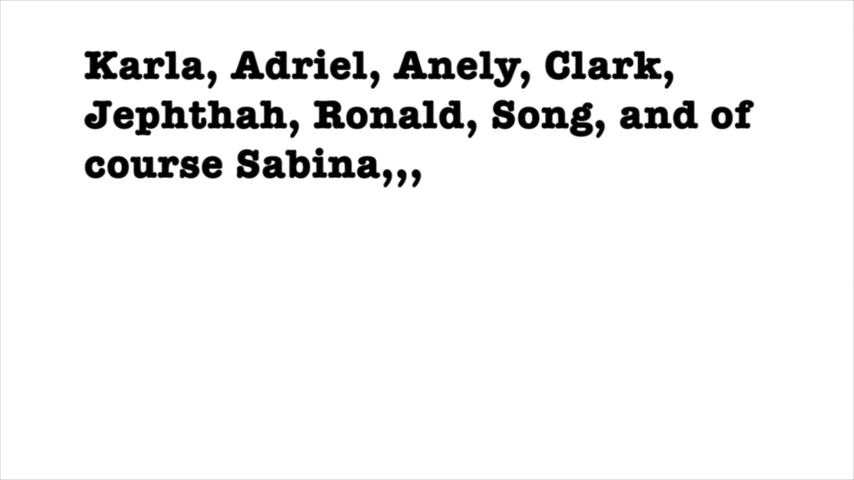 Karla, Adriel, Anely, Clark,
Jephthah, Ronald, Song, and of
course Sabina,,,